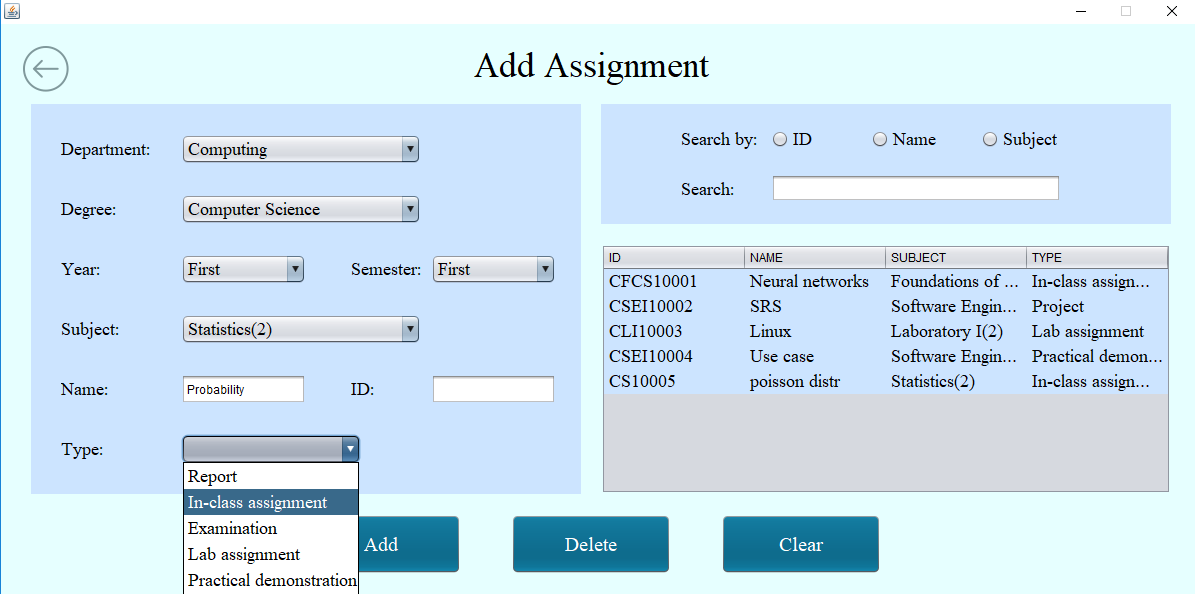 Add Assignment
Department: Computing
Degree: Computer Science
Year: First Semester: First
Subject: Statistics(2)
Name: Probability ID:
Type:
Report
In-class assignment
Examination
Lab assignment
Practical demonstration
Search by: ID Name Subject
Search:
ID NAME SUBJECT TYPE
CFCS10001 Neural networks Foundations of ... In-class assign...
CSEI10002 SRS Software Engin... Project
CLI10003 Linux Laboratory I(2) Lab assignment
CSEI10004 Use case Software Engin... Practical demon...
CS10005 poisson distr Statistics(2) In-class assign...
Add Delete Clear